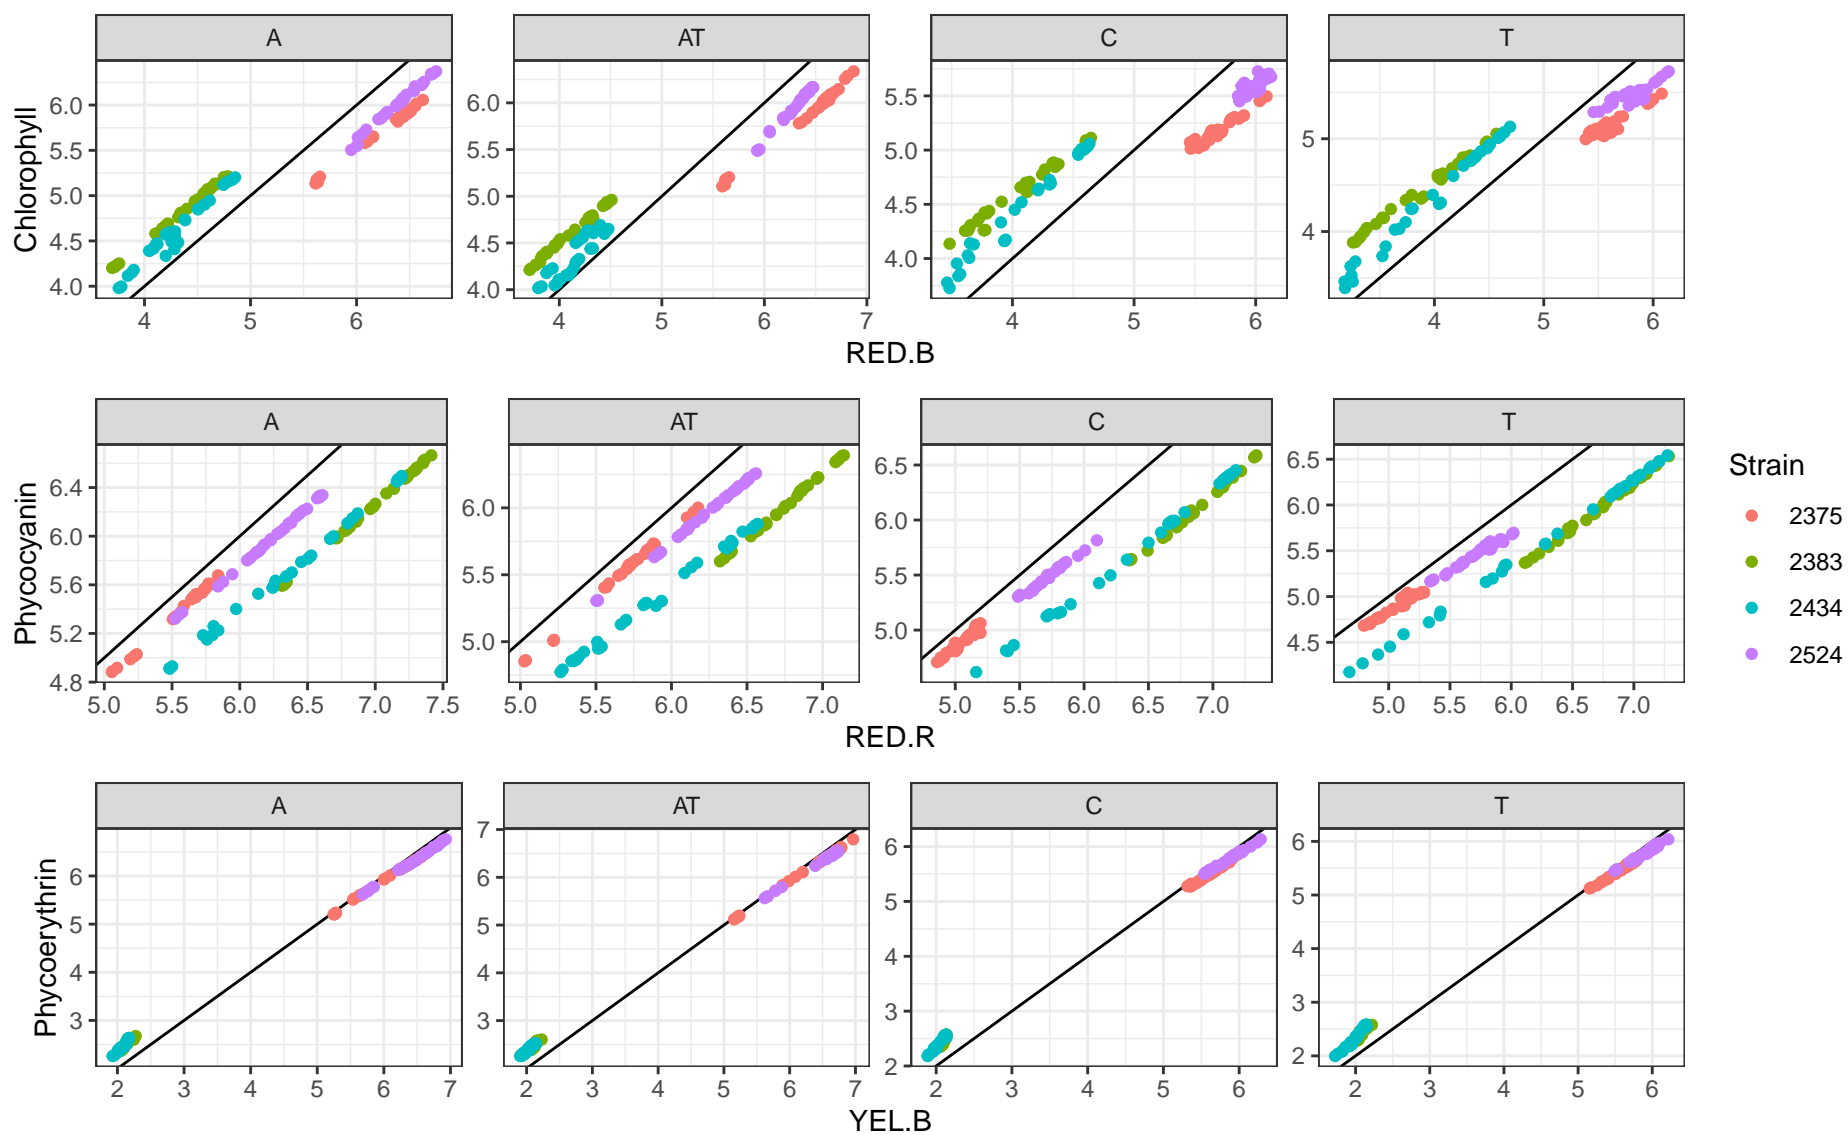 A AT C T
Chlorophyll
6.0 5.5 5.0 4.5 4.0
6.0 5.5 5.0 4.5 4.0
5.5 5.0 4.5 4.0
5 4
4 5 6
4 5 6 7
4 5 6
4 5 6
RED.B
A AT C T
Phycocyanin
6.4 6.0 5.6 5.2 4.8
6.0 5.5 5.0
6.5 6.0 5.5 5.0
6.5 6.0 5.5 5.0 4.5
5.0 5.5 6.0 6.5 7.0 7.5
5.0 5.5 6.0 6.5 7.0
5.0 5.5 6.0 6.5 7.0
5.0 5.5 6.0 6.5 7.0
RED.R
Strain
2375
2383
2434
2524
A AT C T
Phycoerythrin
6 5 4 3
7 6 5 4 3
6 5 4 3 2
6 5 4 3 2
2 3 4 5 6 7
2 3 4 5 6 7
2 3 4 5 6
2 3 4 5 6
YEL.B